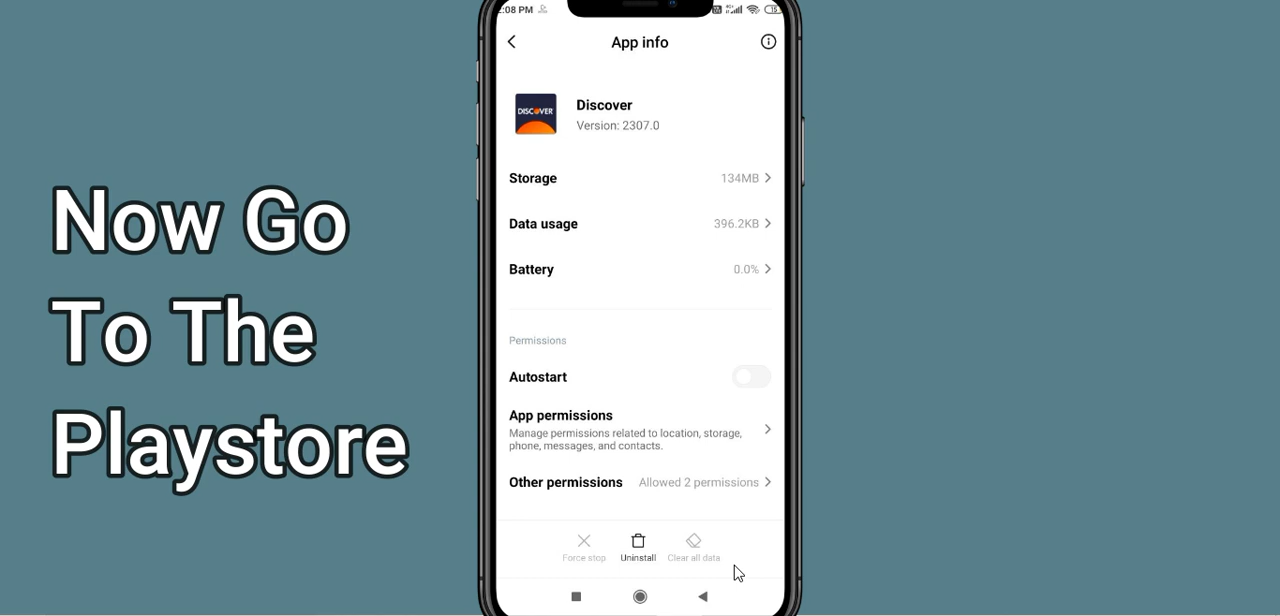 Now Go
To The
Playstore
:08 PM
15
App info
DISCOVER
Discover
Version: 2307.0
Storage 134MB
Data usage 396.2KB
Battery 0.0%
Permissions
Autostart
App permissions
Manage permissions related to location, storage,
phone, messages, and contacts.
Other permissions Allowed 2 permissions
Force stop Uninstall Clear all data